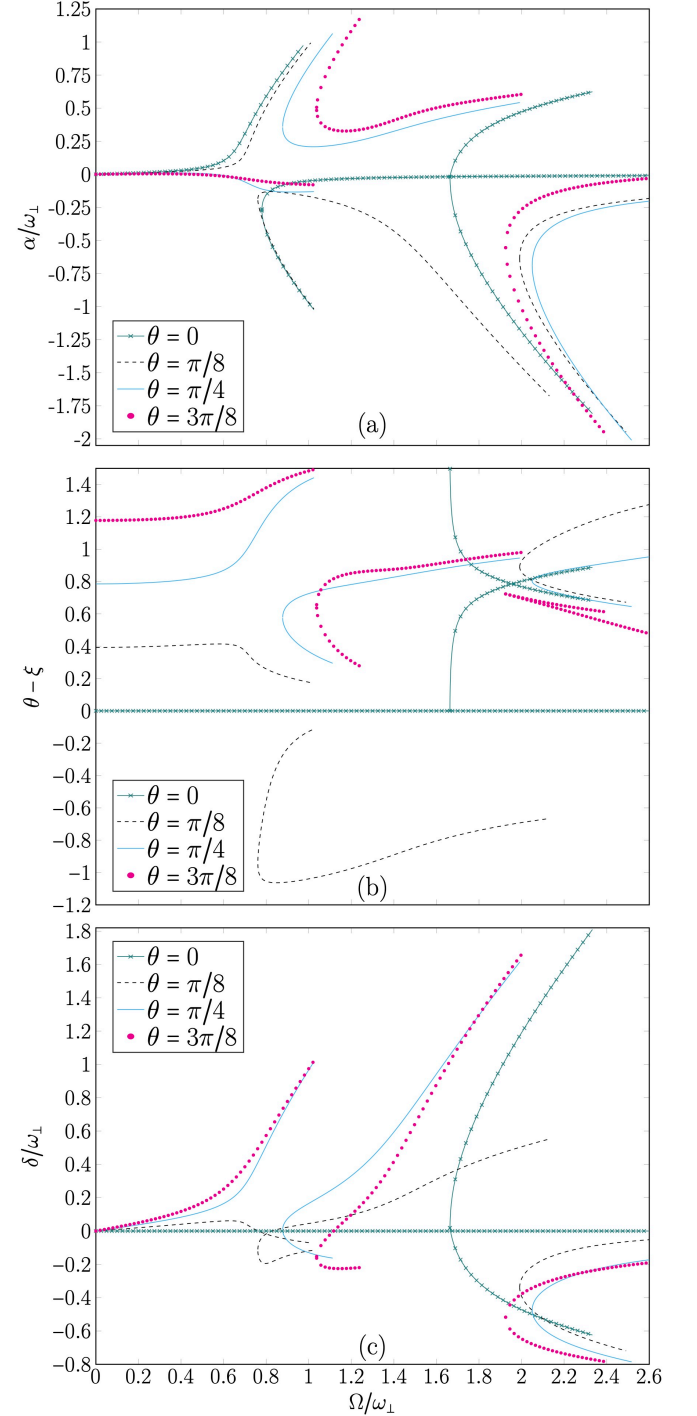 1.25
1
0.75
0.5
0.25
0
-0.25
-0.5
-0.75
-1
-1.25
-1.5
-1.75
-2
α/ω⊥
θ = 0
θ = π/8
θ = π/4
θ = 3π/8
(a)
1.4
1.2
1
0.8
0.6
0.4
0.2
0
−0.2
−0.4
−0.6
−0.8
−1
−1.2
θ − ξ
θ = 0
θ = π/8
θ = π/4
θ = 3π/8
(b)
1.8
1.6
1.4
1.2
1
0.8
0.6
0.4
0.2
0
−0.2
−0.4
−0.6
−0.8
δ/ω⊥
θ = 0
θ = π/8
θ = π/4
θ = 3π/8
(c)
0 0.2 0.4 0.6 0.8 1 1.2 1.4 1.6 1.8 2 2.2 2.4 2.6
Ω/ω⊥